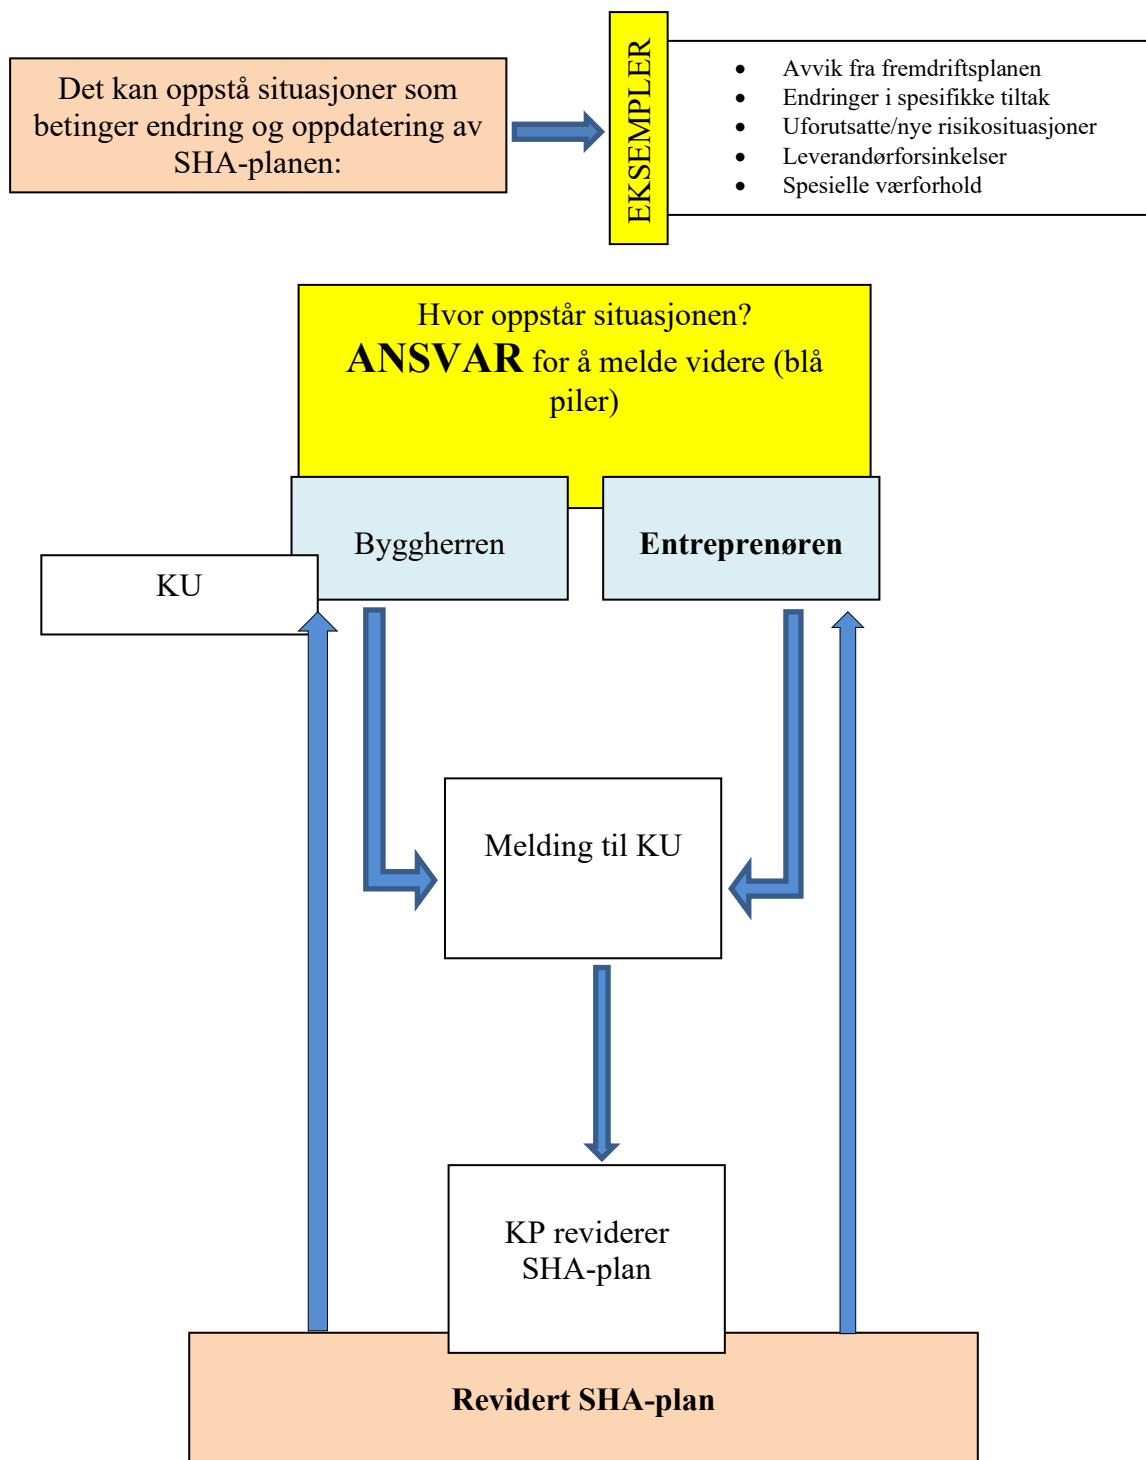 Det kan oppstå situasjoner som
betinger endring og oppdatering av
SHA-planen:
EKSEMPLER
• Avvik fra fremdriftsplanen
• Endringer i spesifikke tiltak
• Uforutsatte/nye risikosituasjoner
• Leverandørforsinkelser
• Spesielle værforhold
Hvor oppstår situasjonen?
ANSVAR for å melde videre (blå
piler)
Byggherren
Entreprenøren
KU
Melding til KU
KP reviderer
SHA-plan
Revidert SHA-plan